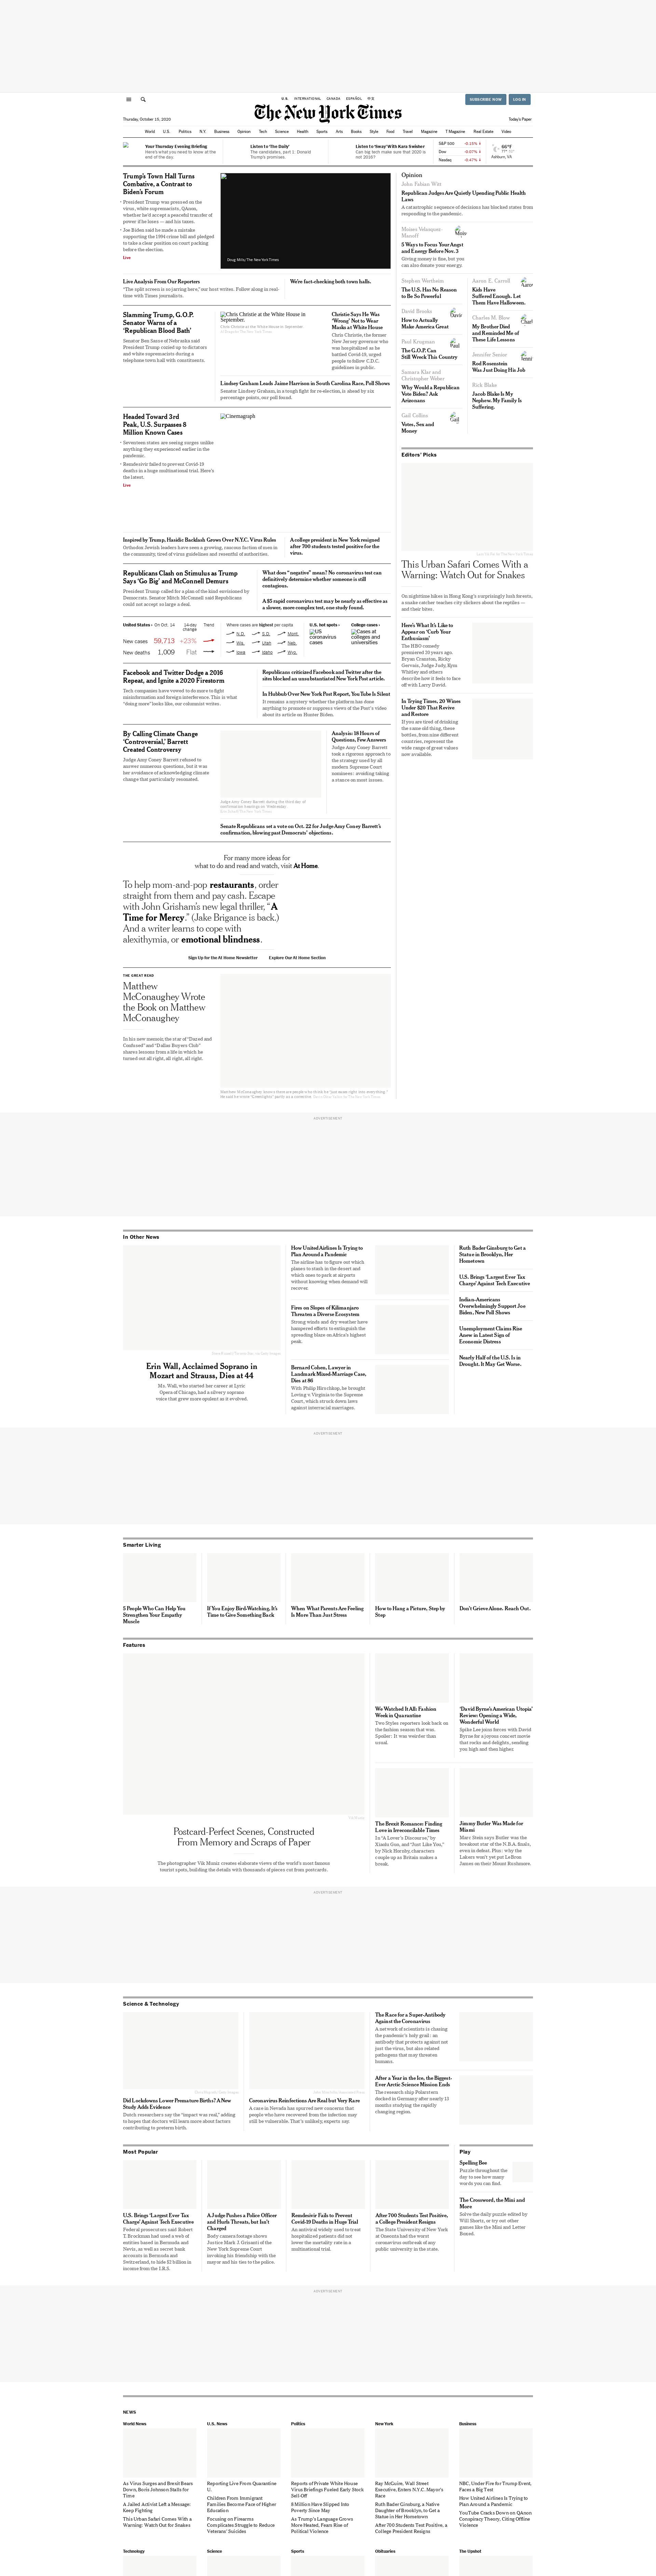 U.S. INTERNATIONAL CANADA ESPAÑOL 中文
SUBSCRIBE NOW LOG IN
The New York Times
Thursday, October 15, 2020
Today's Paper
World U.S. Politics N.Y. Business Opinion Tech Science Health Sports Arts Books Style Food Travel Magazine T Magazine Real Estate Video
Your Thursday Evening Briefing
Here's what you need to know at the
end of the day.
Listen to 'The Daily'
The candidates, part 1: Donald
Trump's promises.
Listen to 'Sway' With Kara Swisher
Can big tech make sure that 2020 is
not 2016?
S&P 500 -0.15%
Dow -0.07%
Nasdaq -0.47%
66°F
Ashburn, VA
Trump's Town Hall Turns
Combative, a Contrast to
Biden's Forum
President Trump was pressed on the
virus, white supremacists, QAnon,
whether he'd accept a peaceful transfer of
power if he loses — and his taxes.
Joe Biden said he made a mistake
supporting the 1994 crime bill and pledged
to take a clear position on court packing
before the election.
Live
Doug Mills/The New York Times
Live Analysis From Our Reporters
"The split screen is so jarring here," our host writes. Follow along in real
time with Times journalists.
We're fact-checking both town halls.
Slamming Trump, G.O.P.
Senator Warns of a
'Republican Blood Bath'
Senator Ben Sasse of Nebraska said
President Trump cozied up to dictators
and white supremacists during a
telephone town hall with constituents.
Chris Christie at the White House in
September.
Chris Christie at the White House in September.
Christie Says He Was
'Wrong' Not to Wear
Masks at White House
Chris Christie, the former
New Jersey governor who
was hospitalized as he
battled Covid-19, urged
people to follow C.D.C.
guidelines in public.
Lindsey Graham Leads Jaime Harrison in South Carolina Race, Poll Shows
Senator Lindsey Graham, in a tough fight for re-election, is ahead by six
percentage points, our poll found.
Headed Toward 3rd
Peak, U.S. Surpasses 8
Million Known Cases
Seventeen states are seeing surges unlike
anything they experienced earlier in the
pandemic.
Remdesivir failed to prevent Covid-19
deaths in a huge multinational trial. Here's
the latest.
Live
Cinemagraph
Inspired by Trump, Hasidic Backlash Grows Over N.Y.C. Virus Rules
Orthodox Jewish leaders have seen a growing, raucous faction of men in
the community, tired of virus guidelines and resentful of authorities.
A college president in New York resigned
after 700 students tested positive for the
virus.
Republicans Clash on Stimulus as Trump
Says 'Go Big' and McConnell Demurs
President Trump called for a plan of the scale envisioned by
Democrats. Senator Mitch McConnell said Republicans
could not accept so large a deal.
What does "negative" mean? No coronavirus test can
definitively determine whether someone is still
contagious.
A $5 rapid coronavirus test may be nearly as effective as
a slower, more complex test, one study found.
United States › On Oct. 14 14-day change Trend
New cases 59,713 +23%
New deaths 1,009 Flat
Where cases are highest per capita
N.D. S.D. Mont.
Wis. Utah Neb.
Iowa Idaho Wyo.
U.S. hot spots ›
US coronavirus cases
College cases ›
Cases at colleges and universities
Facebook and Twitter Dodge a 2016
Repeat, and Ignite a 2020 Firestorm
Tech companies have vowed to do more to fight
misinformation and foreign interference. This is what
"doing more" looks like, our columnist writes.
Republicans criticized Facebook and Twitter after the
sites blocked an unsubstantiated New York Post article.
In Hubbub Over New York Post Report, YouTube Is Silent
It remains a mystery whether the platform has done
anything to promote or suppress views of the Post's video
about its article on Hunter Biden.
By Calling Climate Change
'Controversial,' Barrett
Created Controversy
Judge Amy Coney Barrett refused to
answer numerous questions, but it was
her avoidance of acknowledging climate
change that particularly resonated.
Judge Amy Coney Barrett during the third day of
confirmation hearings on Wednesday.
Analysis: 18 Hours of
Questions, Few Answers
Judge Amy Coney Barrett
took a rigorous approach to
the strategy used by all
modern Supreme Court
nominees: avoiding taking
a stance on most issues.
Senate Republicans set a vote on Oct. 22 for Judge Amy Coney Barrett's
confirmation, blowing past Democrats' objections.
For many more ideas for
what to do and read and watch, visit At Home.
To help mom-and-pop restaurants, order
straight from them and pay cash. Escape
with John Grisham's new legal thriller, "A
Time for Mercy." (Jake Brigance is back.)
And a writer learns to cope with
alexithymia, or emotional blindness.
Sign Up for the At Home Newsletter Explore Our At Home Section
THE GREAT READ
Matthew
McConaughey Wrote
the Book on Matthew
McConaughey
In his new memoir, the star of "Dazed and
Confused" and "Dallas Buyers Club"
shares lessons from a life in which he
turned out all right, all right, all right.
Opinion
John Fabian Witt
Republican Judges Are Quietly Upending Public Health
Laws
A catastrophic sequence of decisions has blocked states from
responding to the pandemic.
5 Ways to Focus Your Angst
and Energy Before Nov. 3
Giving money is fine, but you
can also donate your energy.
Stephen Wertheim
The U.S. Has No Reason
to Be So Powerful
David Brooks
How to Actually
Make America Great
Paul Krugman
The G.O.P. Can
Still Wreck This Country
Samara Klar and
Christopher Weber
Why Would a Republican
Vote Biden? Ask
Arizonans
Gail Collins
Votes, Sex and
Money
Aaron E. Carroll
Kids Have
Suffered Enough. Let
Them Have Halloween.
Charles M. Blow
My Brother Died
and Reminded Me of
These Life Lessons
Jennifer Senior
Rod Rosenstein
Was Just Doing His Job
Rick Blake
Jacob Blake Is My
Nephew. My Family Is
Suffering.
Editors' Picks
This Urban Safari Comes With a
Warning: Watch Out for Snakes
On nighttime hikes in Hong Kong's surprisingly lush forests,
a snake catcher teaches city slickers about the reptiles —
and their bites.
Here's What It's Like to
Enjoy an 'Curb Your
Enthusiasm'
The HBO comedy
premiered 20 years ago.
Bryan Cranston, Ricky
Gervais, Judge Judy, Kym
Whitley and others
describe how it feels to face
off with Larry David.
In Trying Times, 20 Wines
Under $20 That Revive
and Restore
If you are tired of drinking
the same old thing, these
bottles, from nine different
countries, represent the
wide range of great values
now available.
ADVERTISEMENT
In Other News
Erin Wall, Acclaimed Soprano in
Mozart and Strauss, Dies at 44
Ms. Wall, who started her career at Lyric
Opera of Chicago, had a silvery soprano
voice that grew more opulent as it evolved.
How United Airlines Is Trying to
Plan Around a Pandemic
The airline has to figure out which
planes to stash in the desert and
which ones to park at airports
without knowing when demand will
recover.
Fires on Slopes of Kilimanjaro
Threaten a Diverse Ecosystem
Strong winds and dry weather have
hampered efforts to extinguish the
spreading blaze on Africa's highest
peak.
Bernard Cohen, Lawyer in
Landmark Mixed-Marriage Case,
Dies at 86
With Philip Hirschkop, he brought
Loving v. Virginia to the Supreme
Court, which struck down laws
against interracial marriages.
Ruth Bader Ginsburg to Get a
Statue in Brooklyn, Her
Hometown
U.S. Brings 'Largest Ever Tax
Charge' Against Tech Executive
Indian-Americans
Overwhelmingly Support Joe
Biden, New Poll Shows
Unemployment Claims Rise
Anew in Latest Sign of
Economic Distress
Nearly Half of the U.S. Is in
Drought. It May Get Worse.
ADVERTISEMENT
Smarter Living
5 People Who Can Help You
Strengthen Your Empathy
Muscle
If You Enjoy Bird-Watching, It's
Time to Give Something Back
When What Parents Are Feeling
Is More Than Just Stress
How to Hang a Picture, Step by
Step
Don't Grieve Alone. Reach Out.
Features
Postcard-Perfect Scenes, Constructed
From Memory and Scraps of Paper
The photographer Vik Muniz creates elaborate views of the world's most famous
tourist spots, building the details with thousands of pieces cut from postcards.
We Watched It All: Fashion
Week in Quarantine
Two Styles reporters look back on
the fashion season that was.
Spoiler: It was weirder than
usual.
'David Byrne's American Utopia'
Review: Opening a Wide,
Wonderful World
Spike Lee joins forces with David
Byrne for a joyous concert movie
that rocks and delights, sending
you high and then higher.
The Brexit Romance: Finding
Love in Irreconcilable Times
In "A Lover's Discourse," by
Xiaolu Guo, and "Just Like You,"
by Nick Hornby, characters
couple up as Britain makes a
break.
Jimmy Butler Was Made for
Miami
Marc Stein says Butler was the
breakout star of the N.B.A. finals,
even in defeat. Plus: why the
Lakers won't yet put LeBron
James on their Mount Rushmore.
ADVERTISEMENT
Science & Technology
Did Lockdowns Lower Premature Births? A New
Study Adds Evidence
Dutch researchers say the "impact was real," adding
to hopes that doctors will learn more about factors
contributing to preterm birth.
Coronavirus Reinfections Are Real but Very Rare
A case in Nevada has spurred new concerns that
people who have recovered from the infection may
still be vulnerable. That's unlikely, experts say.
The Race for a Super-Antibody
Against the Coronavirus
A network of scientists is chasing
the pandemic's holy grail: an
antibody that protects against not
just the virus, but also related
pathogens that may threaten
humans.
After a Year in the Ice, the Biggest-
Ever Arctic Science Mission Ends
The research ship Polarstern
docked in Germany after nearly 13
months studying the rapidly
changing region.
Most Popular
U.S. Brings 'Largest Ever Tax
Charge' Against Tech Executive
Federal prosecutors said Robert
T. Brockman had used a web of
entities based in Bermuda and
Nevis, as well as secret bank
accounts in Bermuda and
Switzerland, to hide $2 billion in
income from the I.R.S.
A Judge Pushes a Police Officer
and Hurls Threats, but Isn't
Charged
Body camera footage shows
Justice Mark J. Grisanti of the
New York Supreme Court
invoking his friendship with the
mayor and his ties to the police.
Remdesivir Fails to Prevent
Covid-19 Deaths in Huge Trial
An antiviral widely used to treat
hospitalized patients did not
lower the mortality rate in a
multinational trial.
After 700 Students Test Positive,
a College President Resigns
The State University of New York
at Oneonta had the worst
coronavirus outbreak of any
public university in the state.
Play
Spelling Bee
Puzzle throughout the
day to see how many
words you can find.
The Crossword, the Mini and
More
Solve the daily puzzle edited by
Will Shortz, or try out other
games like the Mini and Letter
Boxed.
ADVERTISEMENT
NEWS
World News
As Virus Surges and Brexit Bears
Down, Boris Johnson Stalls for
Time
A Jailed Activist Left a Message:
Keep Fighting
This Urban Safari Comes With a
Warning: Watch Out for Snakes
U.S. News
Reporting Live From Quarantine
U.
Children From Immigrant
Families Become Face of Higher
Education
Focusing on Firearms
Complicates Struggle to Reduce
Veterans' Suicides
Politics
Reports of Private White House
Virus Briefings Fueled Early Stock
Sell-Off
8 Million Have Slipped Into
Poverty Since May
As Trump's Language Grows
More Heated, Fears Rise of
Political Violence
New York
Ray McGuire, Wall Street
Executive, Enters N.Y.C. Mayor's
Race
Ruth Bader Ginsburg, a Native
Daughter of Brooklyn, to Get a
Statue in Her Hometown
After 700 Students Test Positive, a
College President Resigns
Business
NBC, Under Fire for Trump Event,
Faces a Big Test
How United Airlines Is Trying to
Plan Around a Pandemic
YouTube Cracks Down on QAnon
Conspiracy Theory, Citing Offline
Violence
Technology
Science
Sports
Obituaries
The Upshot